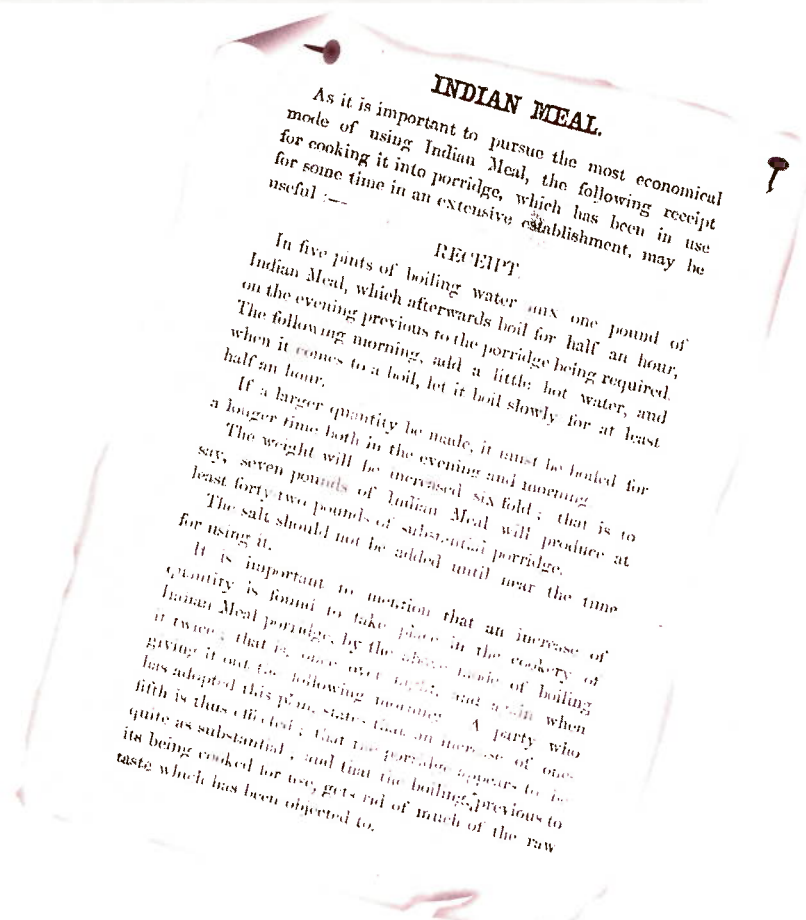 INDIAN MEAL.
As it is important to pursue the most economical
mode of using Indian Meal, the following receipt
for cooking it into porridge, which has been in use
for some time in an extensive establishment, may be
useful :—
RECEIPT.
In five pints of boiling water mix one pound of
Indian Meal, which afterwards boil for half an hour,
on the evening previous to the porridge being required.
The following morning, add a little hot water, and
when it comes to a boil, let it boil slowly for at least
half an hour.
If a larger quantity be made, it must be boiled for
a longer time both in the evening and morning
The weight will be increased six fold ; that is to
say, seven pounds of Indian Meal will produce at
least forty-two pounds of substantial porridge.
The salt should not be added until near the time
for using it.
It is important to mention that an increase of
quantity is found to take place in the cookery of
Indian Meal porridge, by the above mode of boiling
it twice ; that is, once over night, and again when
giving it out the following morning. A party who
has adopted this plan, states that an increase of one-
fifth is thus effected ; that the porridge appears to be
quite as substantial ; and that the boiling, previous to
its being cooked for use, gets rid of much of the raw
taste which has been objected to.